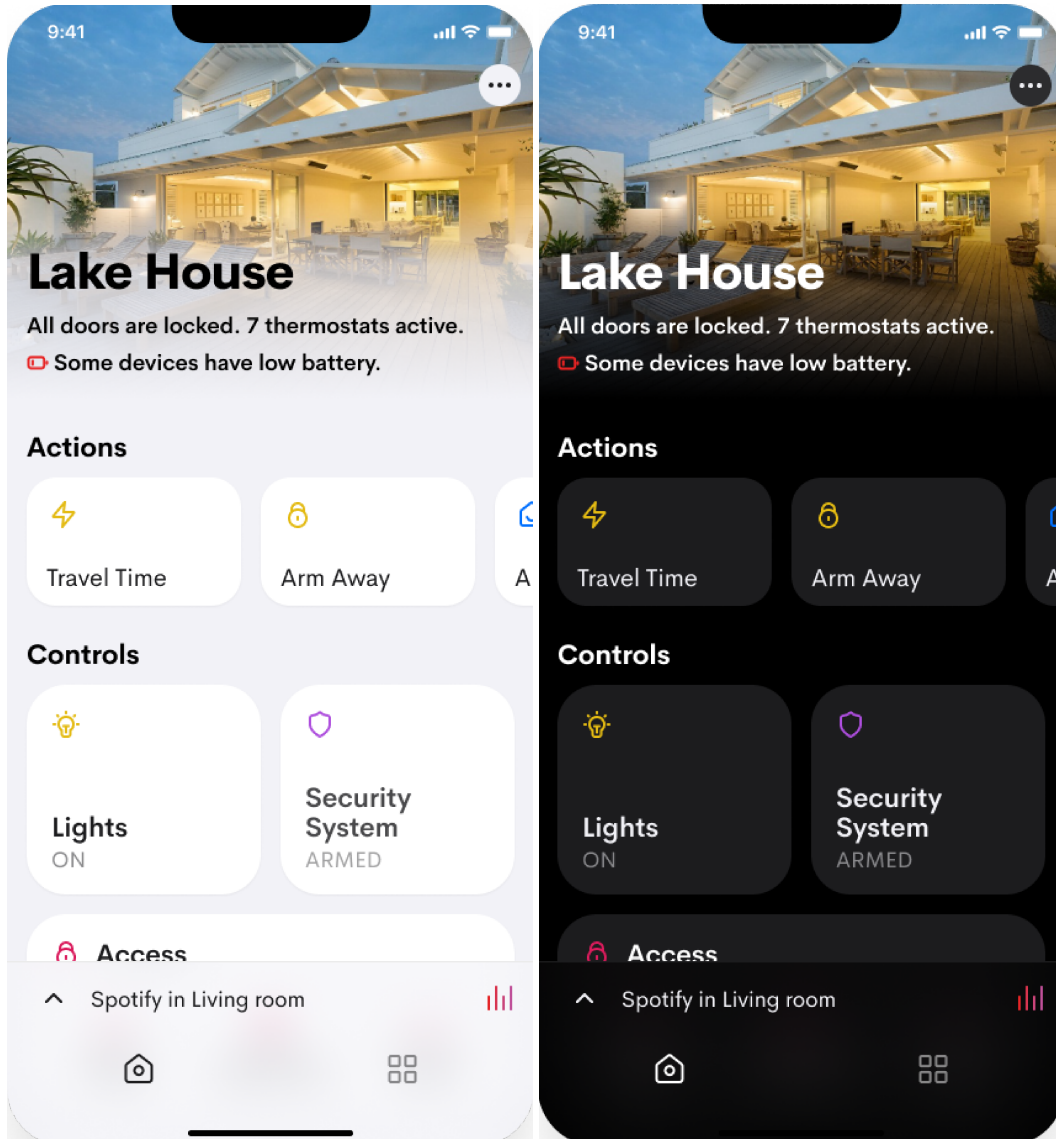 9:41
Lake House
All doors are locked. 7 thermostats active.
Some devices have low battery.
Actions
Travel Time
Arm Away
A
Controls
Lights
ON
Security
System
ARMED
Access
Spotify in Living room
9:41
Lake House
All doors are locked. 7 thermostats active.
Some devices have low battery.
Actions
Travel Time
Arm Away
A
Controls
Lights
ON
Security
System
ARMED
Access
Spotify in Living room